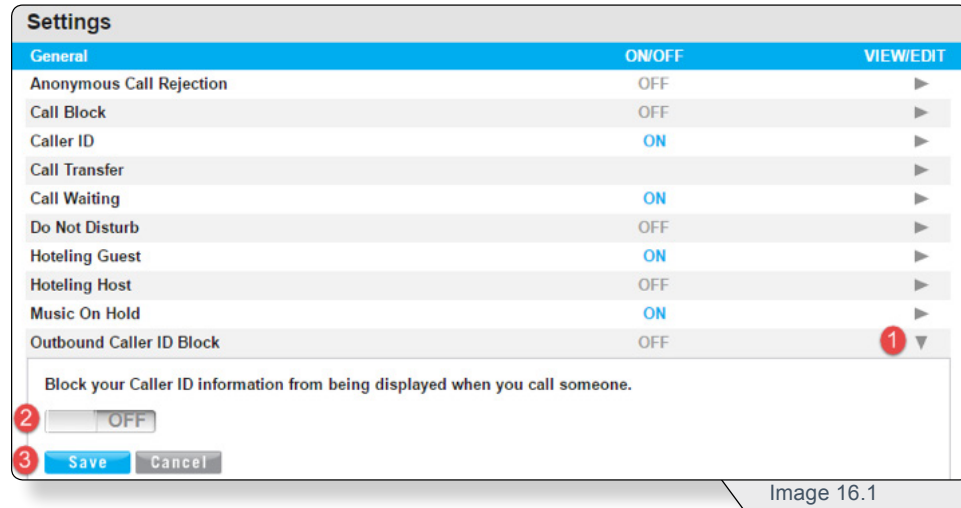 Settings
General ON/OFF VIEW/EDIT
Anonymous Call Rejection OFF
Call Block OFF
Caller ID ON
Call Transfer
Call Waiting ON
Do Not Disturb OFF
Hoteling Guest ON
Hoteling Host OFF
Music On Hold ON
Outbound Caller ID Block OFF 1
Block your Caller ID information from being displayed when you call someone.
2 OFF
3 Save Cancel
Image 16.1